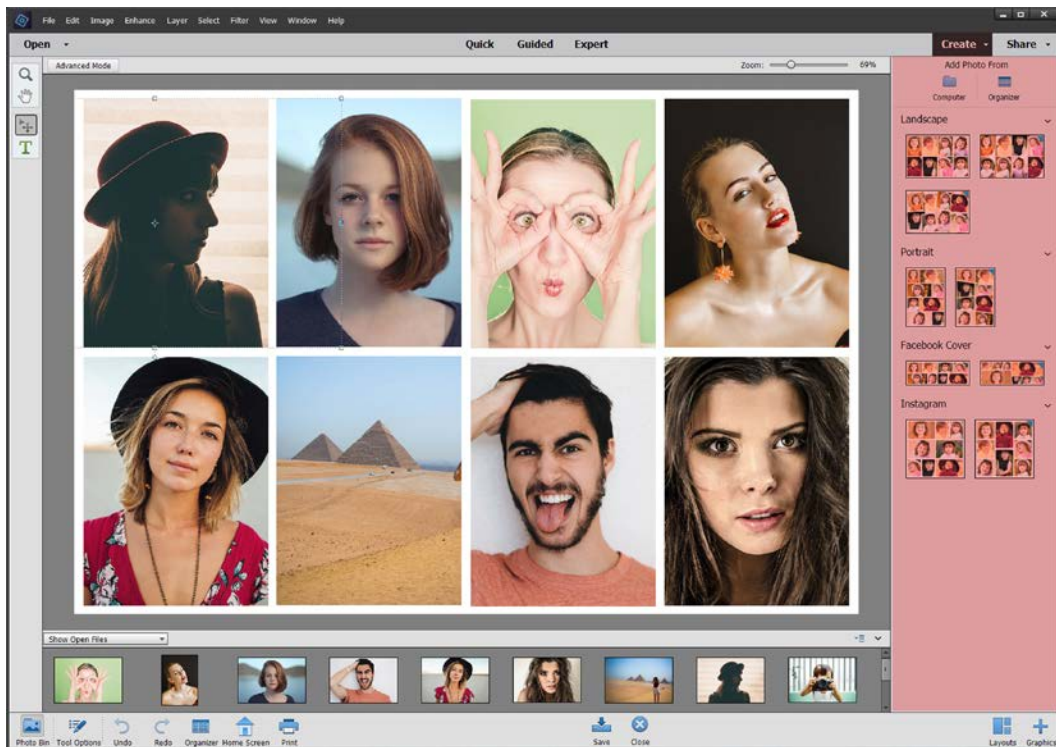 File Edit Image Enhance Layer Select Filter View Window Help
Open Quick Guided Expert Create Share
Advanced Mode Zoom: 69% Add Photo From
Computer Organizer
T
Landscape
Portrait
Facebook Cover
Instagram
Show Open Files
Photo Bin Tool Options Undo Redo Organizer Home Screen Print Save Close Layouts Graphics